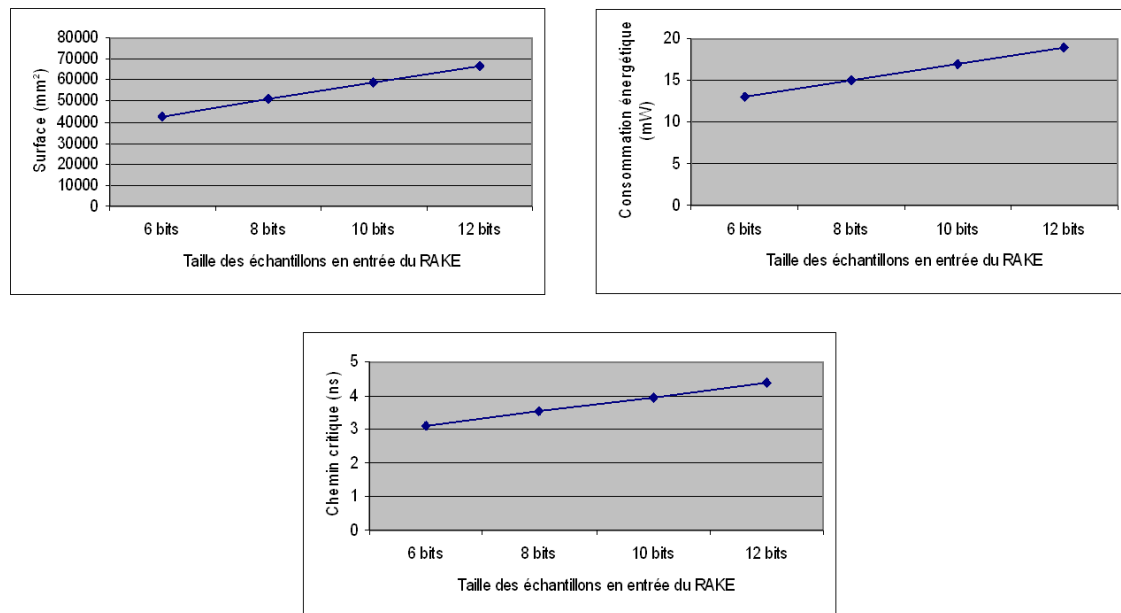 80000
70000
60000
50000
40000
30000
20000
10000
0
Surface (mm²)
6 bits 8 bits 10 bits 12 bits
Taille des échantillons en entrée du RAKE
20
15
10
5
0
Consommation énergétique
(mW)
6 bits 8 bits 10 bits 12 bits
Taille des échantillons en entrée du RAKE
5
4
3
2
1
0
Chemin critique (ns)
6 bits 8 bits 10 bits 12 bits
Taille des échantillons en entrée du RAKE